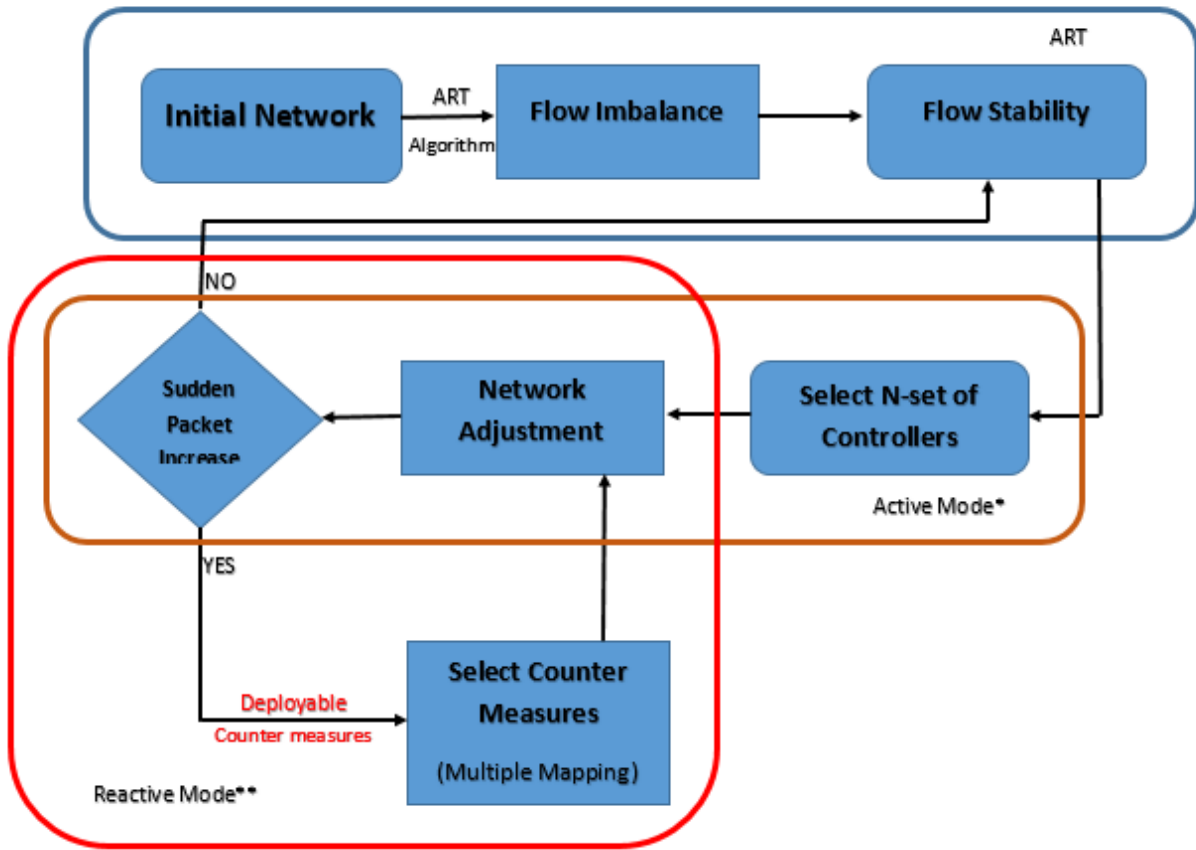 ART
Initial Network
ART
Algorithm
Flow Imbalance
Flow Stability
NO
Sudden
Packet
Increase
Network
Adjustment
Select N-set of
Controllers
Active Mode*
YES
Deployable
Counter measures
Select Counter
Measures
(Multiple Mapping)
Reactive Mode**